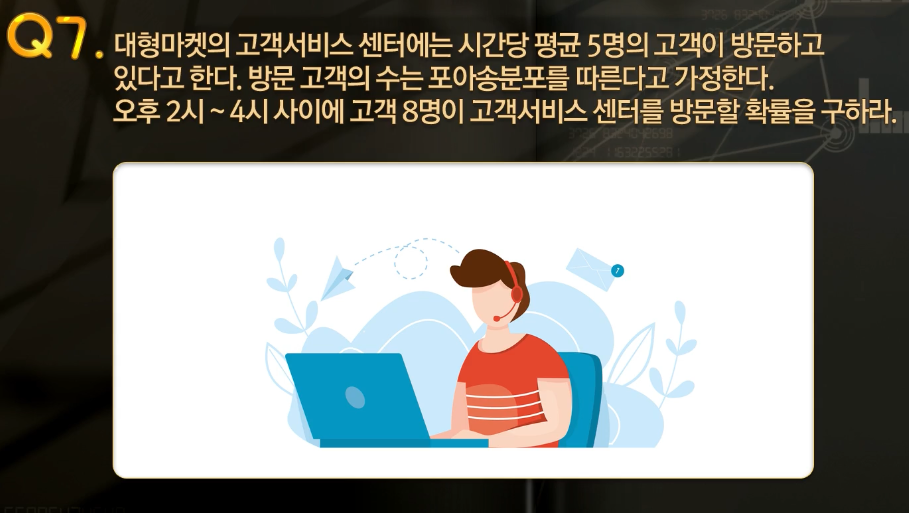 Q7. 대형마켓의 고객서비스 센터에는 시간당 평균 5명의 고객이 방문하고
있다고 한다. 방문 고객의 수는 포아송분포를 따른다고 가정한다.
오후 2시 ~ 4시 사이에 고객 8명이 고객서비스 센터를 방문할 확률을 구하라.